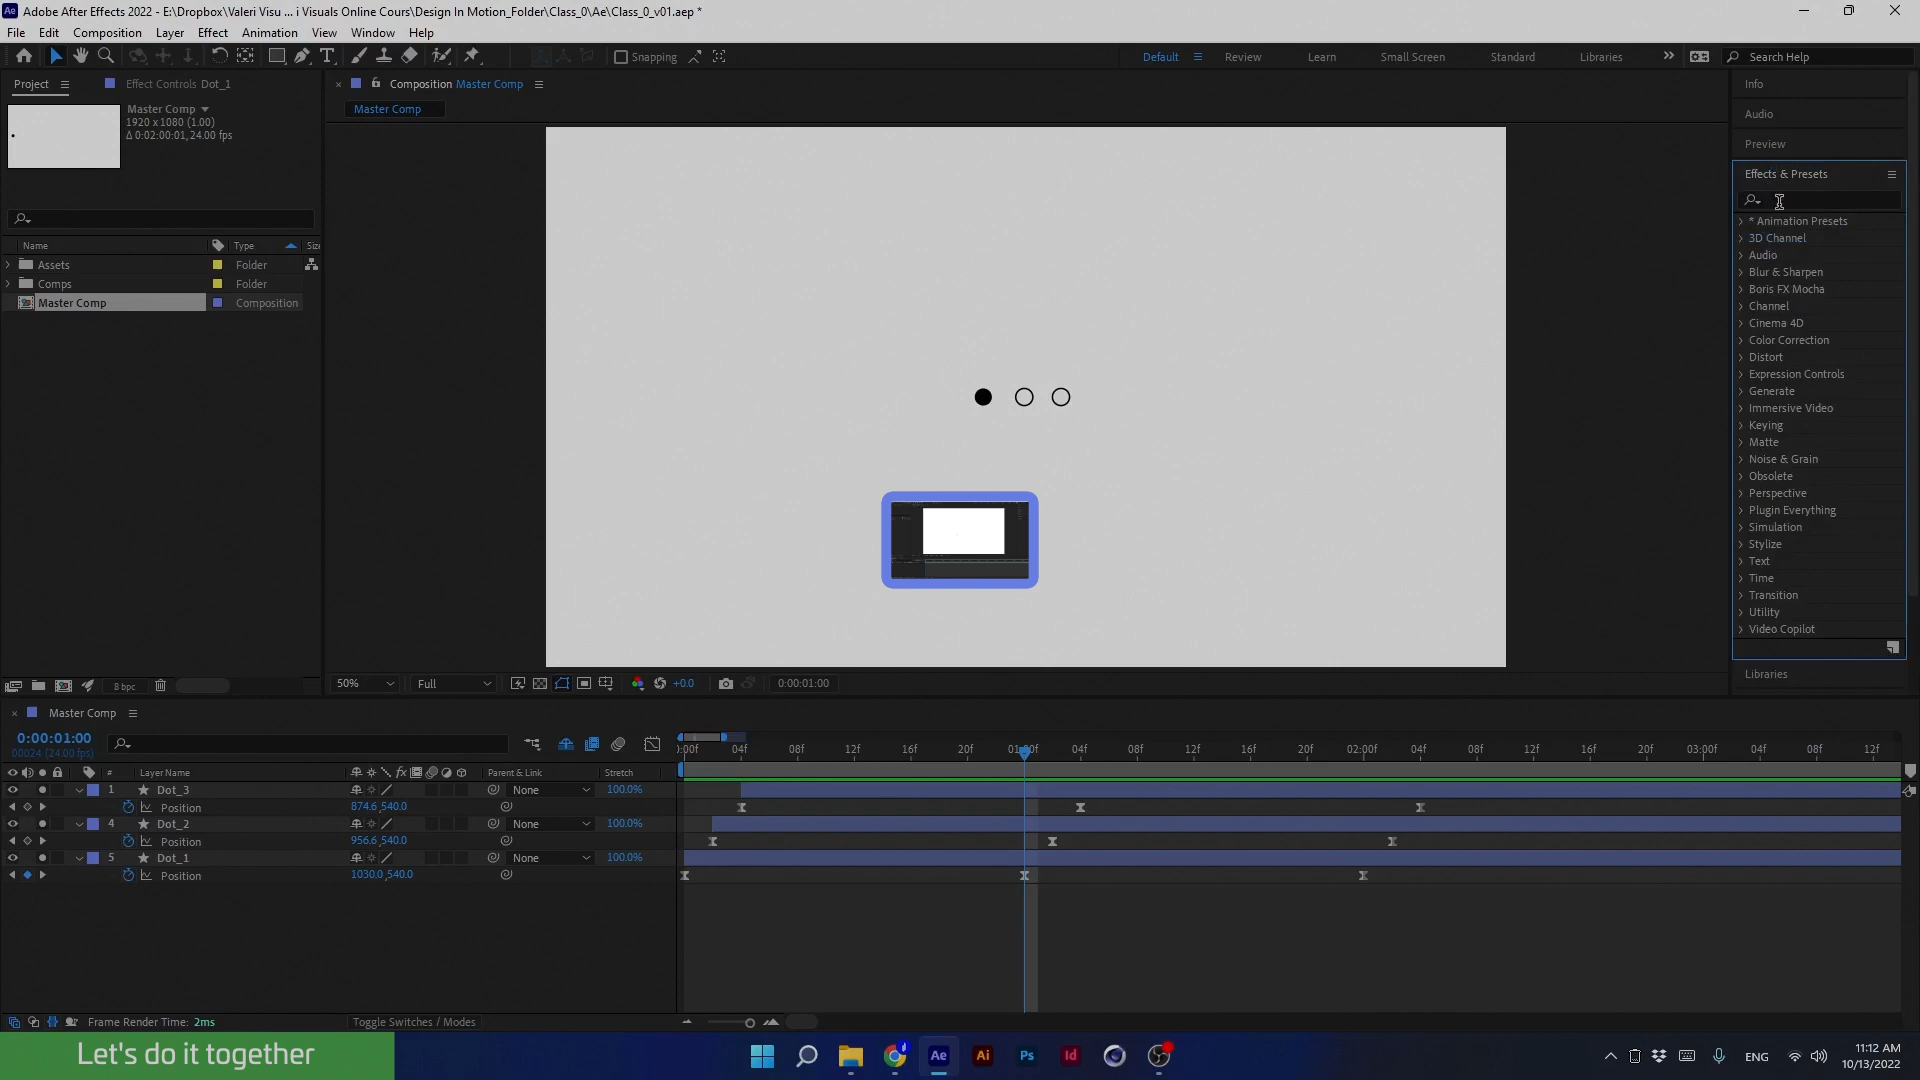 Adobe After Effects 2022 - E:\Dropbox\Valeri Visu ... i Visuals Online Cours\Design In Motion_Folder\Class_0\Ae\Class_0_v01.aep *
File Edit Composition Layer Effect Animation View Window Help
Snapping
Default Review Learn Small Screen Standard Libraries Search Help
Project Effect Controls Dot_1
Composition Master Comp
Master Comp
Master Comp
1920 x 1080 (1.00)
Δ 0:02:00:01, 24.00 fps
Name Type Size
Assets Folder
Comps Folder
Master Comp Composition
8 bpc
50% Full +0.0 0:00:01:00
Info
Audio
Preview
Effects & Presets
* Animation Presets
3D Channel
Audio
Blur & Sharpen
Boris FX Mocha
Channel
Cinema 4D
Color Correction
Distort
Expression Controls
Generate
Immersive Video
Keying
Matte
Noise & Grain
Obsolete
Perspective
Plugin Everything
Simulation
Stylize
Text
Time
Transition
Utility
Video Copilot
Libraries
Master Comp
0:00:01:00
00024 (24.00 fps)
:00f 04f 08f 12f 16f 20f 01:00f 04f 08f 12f 16f 20f 02:00f 04f 08f 12f 16f 20f 03:00f 04f 08f 12f
# Layer Name fx Parent & Link Stretch
1 Dot_3 None 100.0%
Position 874.6,540.0
4 Dot_2 None 100.0%
Position 956.6,540.0
5 Dot_1 None 100.0%
Position 1030.0,540.0
Frame Render Time: 2ms Toggle Switches / Modes
Let's do it together
Ae Ai Ps Id
ENG
11:12 AM
10/13/2022